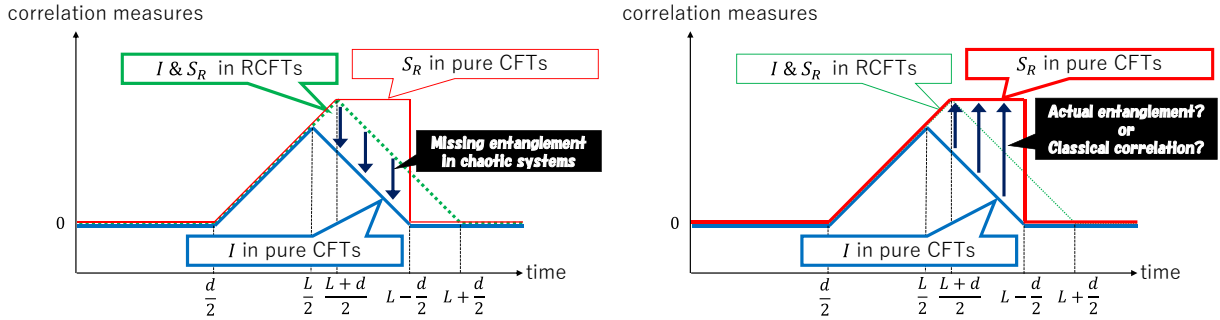 correlation measures
I & S_R in RCFTs
S_R in pure CFTs
Missing entanglement
in chaotic systems
0
I in pure CFTs
time
d/2
L/2
(L + d)/2
L − d/2
L + d/2
correlation measures
I & S_R in RCFTs
S_R in pure CFTs
Actual entanglement?
or
Classical correlation?
0
I in pure CFTs
time
d/2
L/2
(L + d)/2
L − d/2
L + d/2